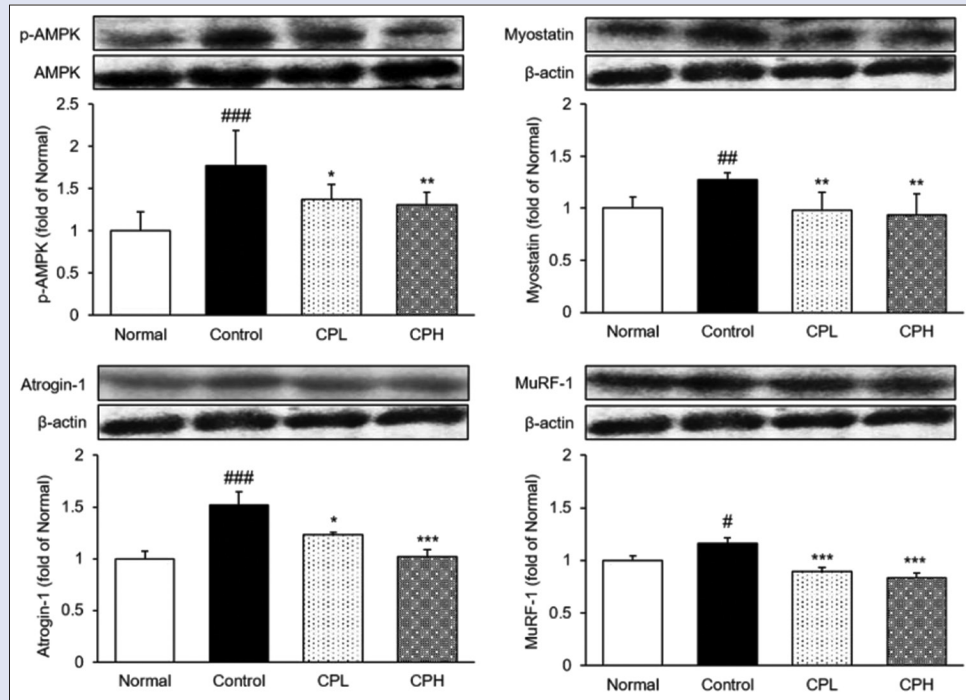 p-AMPK
AMPK
p-AMPK (fold of Normal)
2.5
2
1.5
1
0.5
0
###
*
**
Normal Control CPL CPH
Myostatin
β-actin
Myostatin (fold of Normal)
2
1.5
1
0.5
0
##
**
**
Normal Control CPL CPH
Atrogin-1
β-actin
Atrogin-1 (fold of Normal)
2
1.5
1
0.5
0
###
*
***
Normal Control CPL CPH
MuRF-1
β-actin
MuRF-1 (fold of Normal)
2
1.5
1
0.5
0
#
***
***
Normal Control CPL CPH